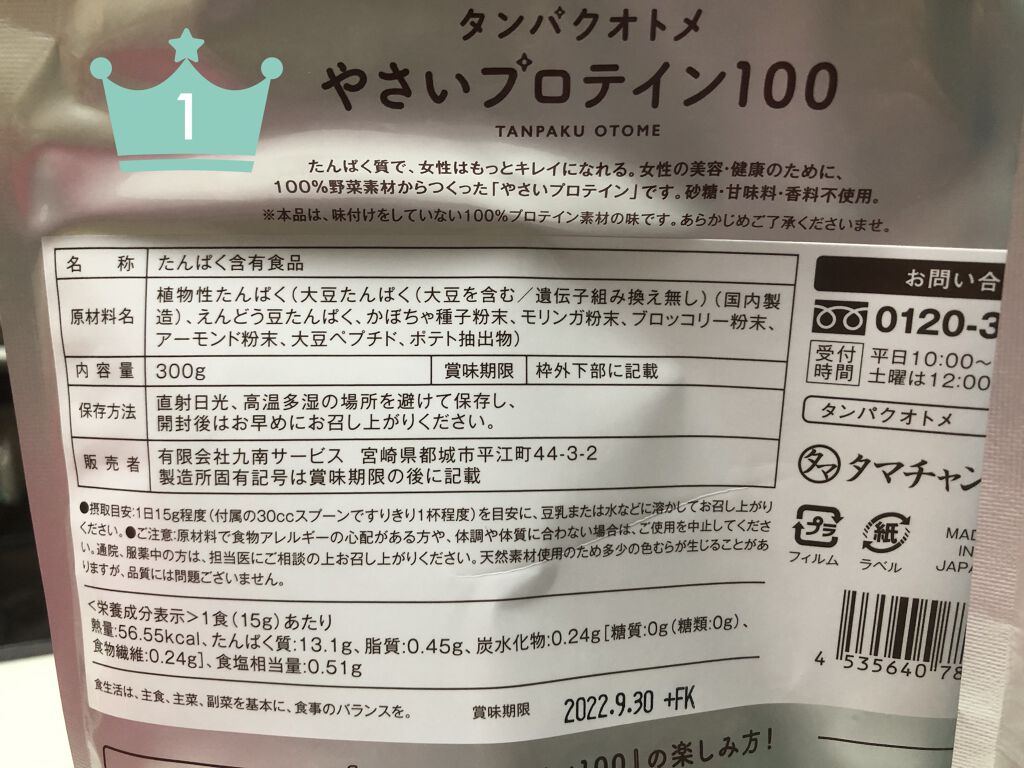 1
タンパクオトメ
やさいプロテイン100
TANPAKU OTOME
たんぱく質で、女性はもっとキレイになれる。女性の美容・健康のために、
100%野菜素材からつくった「やさいプロテイン」です。砂糖・甘味料・香料不使用。
※本品は、味付けをしていない100%プロテイン素材の味です。あらかじめご了承くださいませ。
名 称 たんぱく含有食品
原材料名 植物性たんぱく(大豆たんぱく(大豆を含む/遺伝子組み換え無し)(国内製
造)、えんどう豆たんぱく、かぼちゃ種子粉末、モリンガ粉末、ブロッコリー粉末、
アーモンド粉末、大豆ペプチド、ポテト抽出物)
内容量 300g 賞味期限 枠外下部に記載
保存方法 直射日光、高温多湿の場所を避けて保存し、
開封後はお早めにお召し上がりください。
販売者 有限会社九南サービス 宮崎県都城市平江町44-3-2
製造所固有記号は賞味期限の後に記載
●摂取目安:1日15g程度(付属の30ccスプーンですりきり1杯程度)を目安に、豆乳または水などに溶かしてお召し上がり
ください。●ご注意:原材料で食物アレルギーの心配がある方や、体調や体質に合わない場合は、ご使用を中止してくださ
い。通院、服薬中の方は、担当医にご相談の上お召し上がりください。天然素材使用のため多少の色むらが生じることがあ
りますが、品質には問題ございません。
<栄養成分表示>1食(15g)あたり
熱量:56.55kcal、たんぱく質:13.1g、脂質:0.45g、炭水化物:0.24g[糖質:0g(糖類:0g)、
食物繊維:0.24g]、食塩相当量:0.51g
食生活は、主食、主菜、副菜を基本に、食事のバランスを。
賞味期限 2022.9.30 +FK
お問い合
0120-3
受付時間 平日10:00~
土曜は12:00
タンパクオトメ
タマ タマチャン
プラ 紙
フィルム ラベル
MAD
IN
JAPA
4 535640 78
100」の楽しみ方!